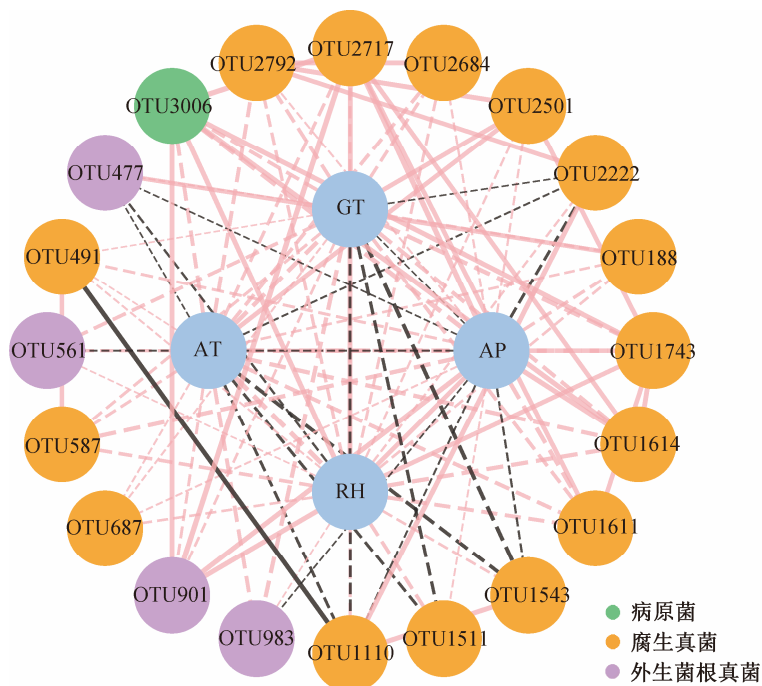 OTU2717
OTU2792
OTU2684
OTU3006
OTU2501
OTU477
OTU2222
GT
OTU491
OTU188
OTU561
AT
AP
OTU1743
OTU587
OTU1614
RH
OTU687
OTU1611
OTU901
OTU1543
OTU983
OTU1110
OTU1511
病原菌
腐生真菌
外生菌根真菌